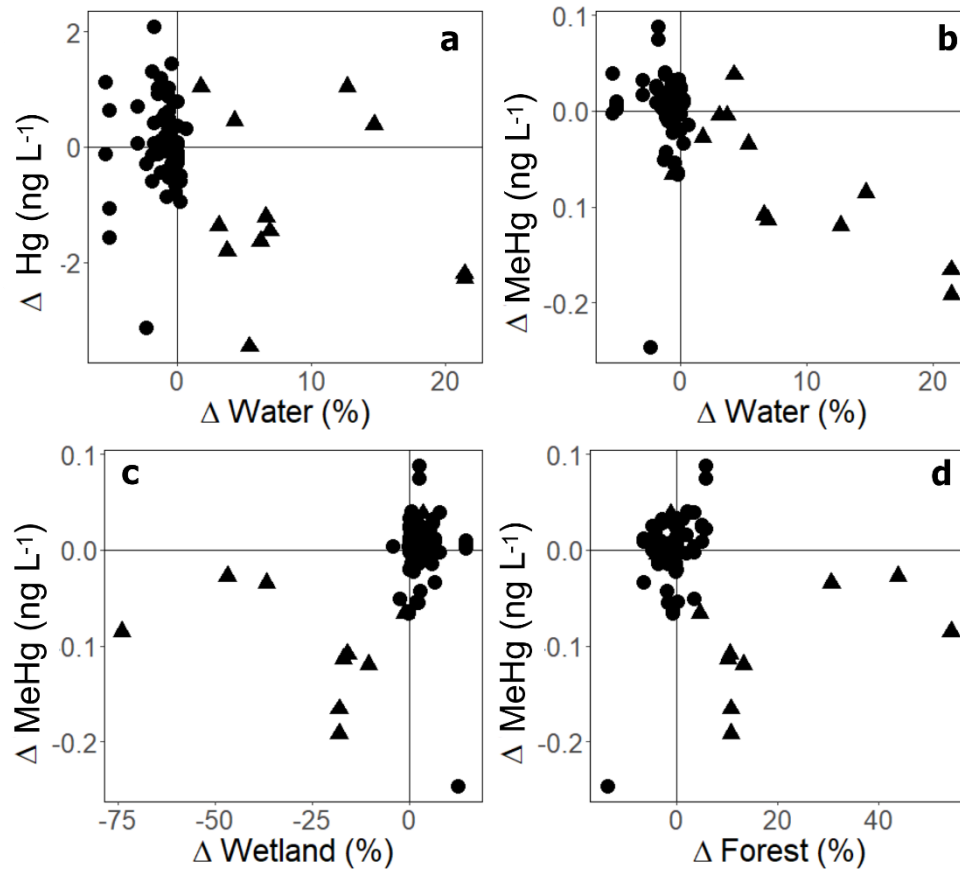 a
2
0
-2
Δ Hg (ng L⁻¹)
0 10 20
Δ Water (%)
b
0.1
0.0
0.1
-0.2
Δ MeHg (ng L⁻¹)
0 10 20
Δ Water (%)
c
0.1
0.0
0.1
-0.2
Δ MeHg (ng L⁻¹)
-75 -50 -25 0
Δ Wetland (%)
d
0.1
0.0
0.1
-0.2
Δ MeHg (ng L⁻¹)
0 20 40
Δ Forest (%)